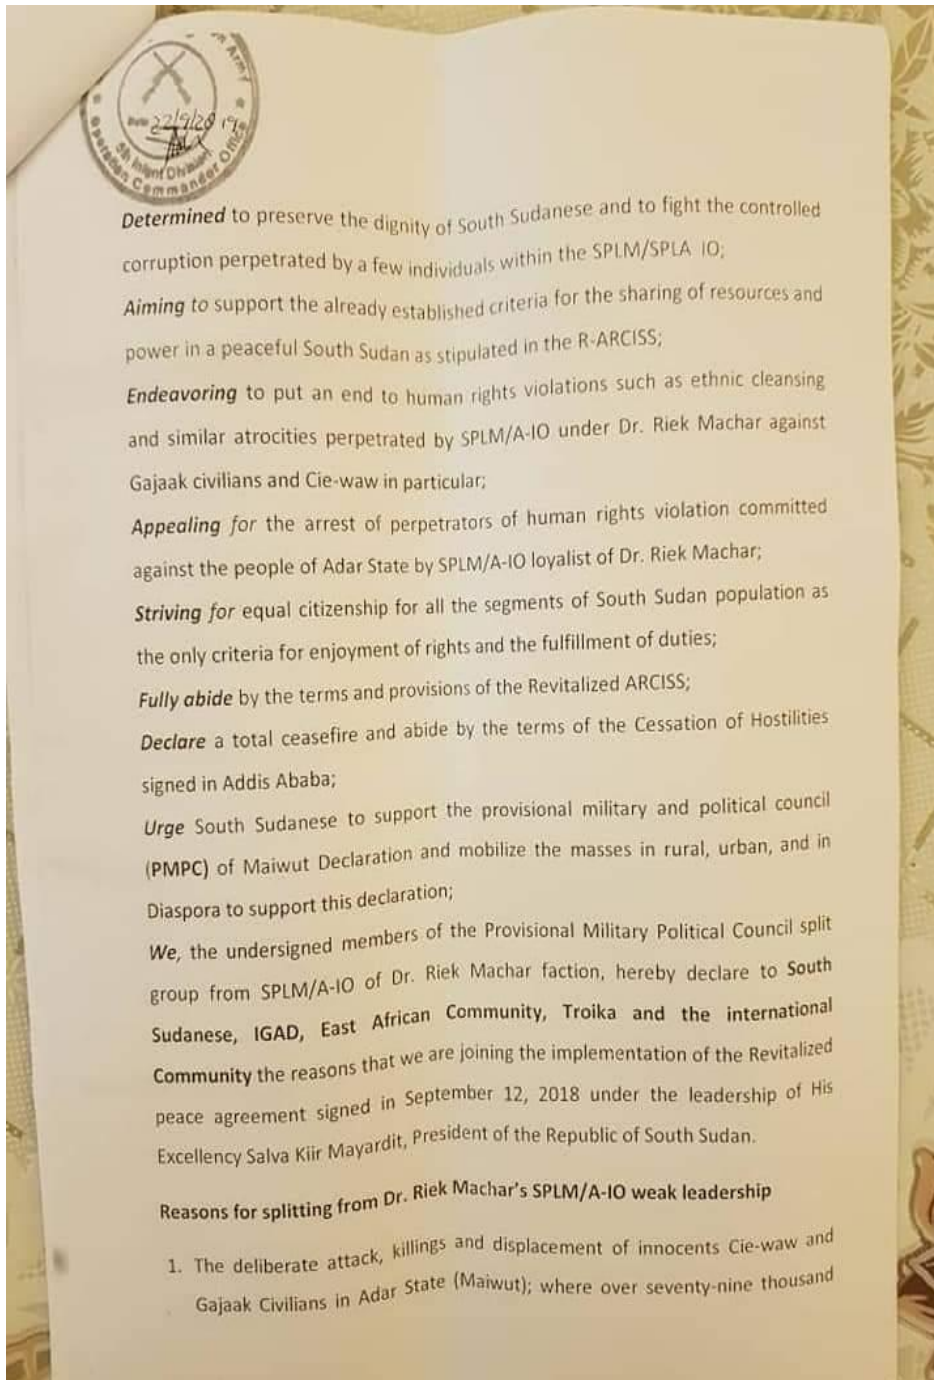 n Army
Date 22/9/2019
5th Infant Division
Operation Commander Office
Determined to preserve the dignity of South Sudanese and to fight the controlled
corruption perpetrated by a few individuals within the SPLM/SPLA IO;
Aiming to support the already established criteria for the sharing of resources and
power in a peaceful South Sudan as stipulated in the R-ARCISS;
Endeavoring to put an end to human rights violations such as ethnic cleansing
and similar atrocities perpetrated by SPLM/A-IO under Dr. Riek Machar against
Gajaak civilians and Cie-waw in particular;
Appealing for the arrest of perpetrators of human rights violation committed
against the people of Adar State by SPLM/A-IO loyalist of Dr. Riek Machar;
Striving for equal citizenship for all the segments of South Sudan population as
the only criteria for enjoyment of rights and the fulfillment of duties;
Fully abide by the terms and provisions of the Revitalized ARCISS;
Declare a total ceasefire and abide by the terms of the Cessation of Hostilities
signed in Addis Ababa;
Urge South Sudanese to support the provisional military and political council
(PMPC) of Maiwut Declaration and mobilize the masses in rural, urban, and in
Diaspora to support this declaration;
We, the undersigned members of the Provisional Military Political Council split
group from SPLM/A-IO of Dr. Riek Machar faction, hereby declare to South
Sudanese, IGAD, East African Community, Troika and the international
Community the reasons that we are joining the implementation of the Revitalized
peace agreement signed in September 12, 2018 under the leadership of His
Excellency Salva Kiir Mayardit, President of the Republic of South Sudan.
Reasons for splitting from Dr. Riek Machar's SPLM/A-IO weak leadership
1. The deliberate attack, killings and displacement of innocents Cie-waw and
Gajaak Civilians in Adar State (Maiwut); where over seventy-nine thousand